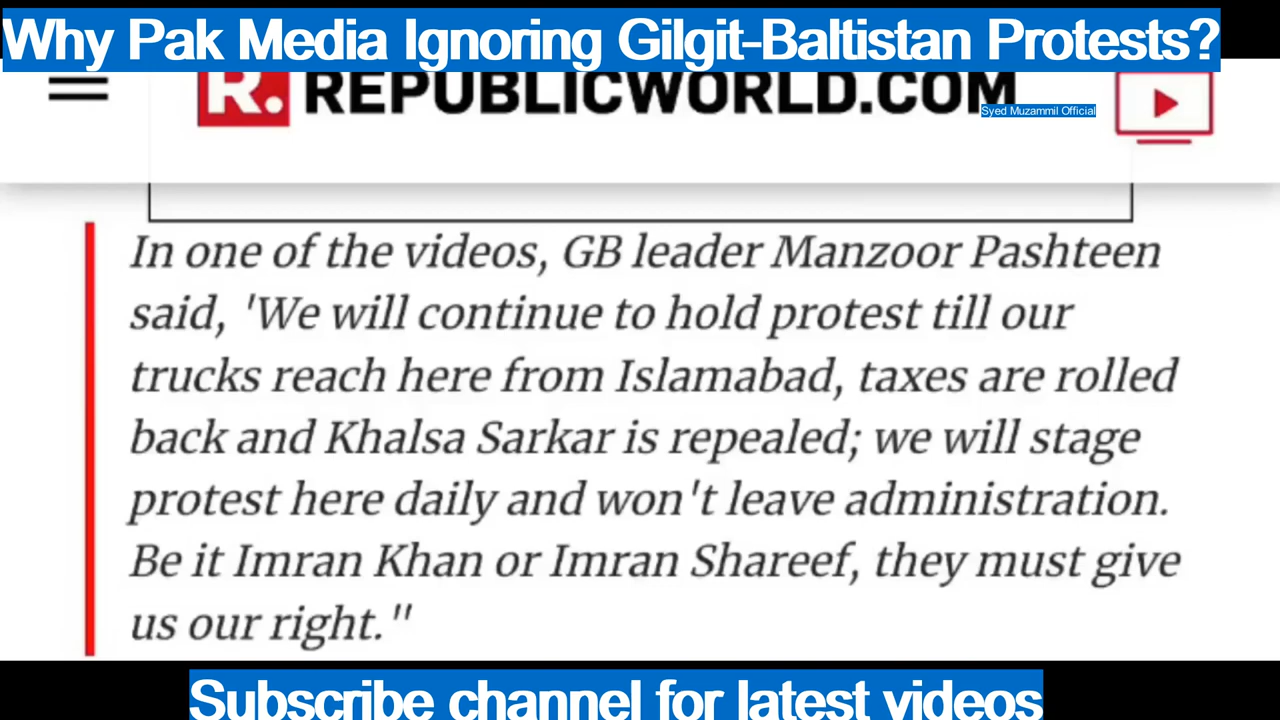 Why Pak Media Ignoring Gilgit-Baltistan Protests?
R. REPUBLICWORLD.COM
Syed Muzammil Official
In one of the videos, GB leader Manzoor Pashteen
said, 'We will continue to hold protest till our
trucks reach here from Islamabad, taxes are rolled
back and Khalsa Sarkar is repealed; we will stage
protest here daily and won't leave administration.
Be it Imran Khan or Imran Shareef, they must give
us our right."
Subscribe channel for latest videos